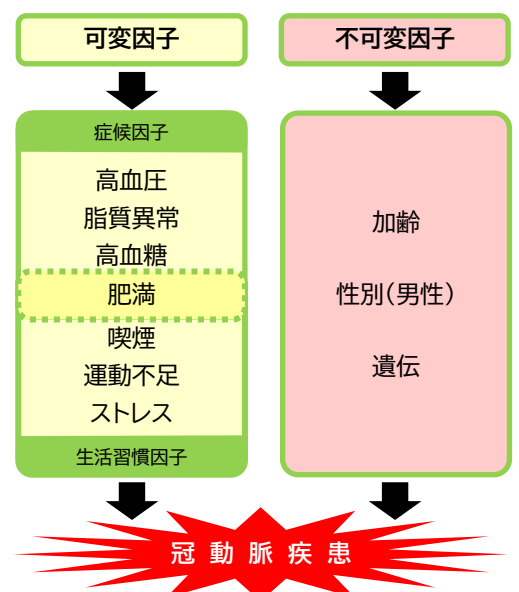 可変因子
不可変因子
症候因子
高血圧
脂質異常
高血糖
肥満
喫煙
運動不足
ストレス
生活習慣因子
加齢
性別(男性)
遺伝
冠動脈疾患